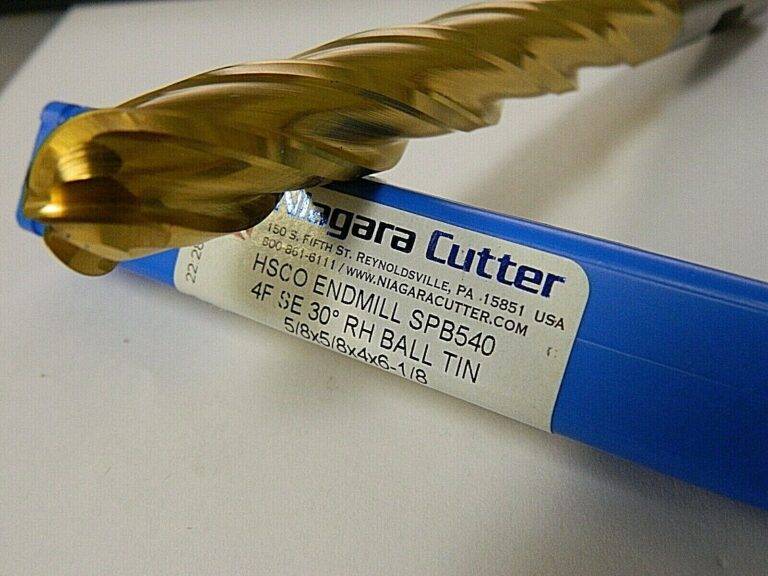 Niagara Cutter
150 S. FIFTH ST. REYNOLDSVILLE, PA .15851 USA
800-861-6111 / WWW.NIAGARACUTTER.COM
HSCO ENDMILL SPB540
4F SE 30° RH BALL TIN
5/8x5/8x4x6-1/8